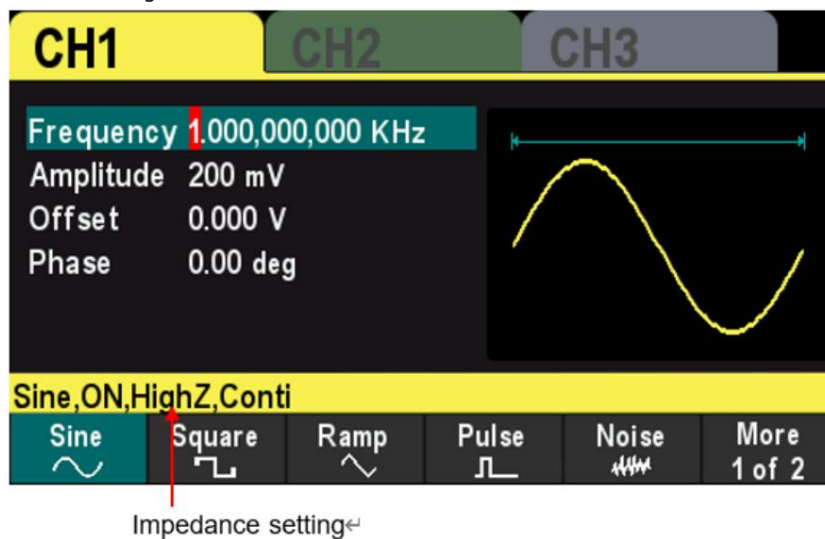 CH1 CH2 CH3
Frequency 1.000,000,000 KHz
Amplitude 200 mV
Offset 0.000 V
Phase 0.00 deg
Sine,ON,HighZ,Conti
Sine Square Ramp Pulse Noise More
1 of 2
Impedance setting↵